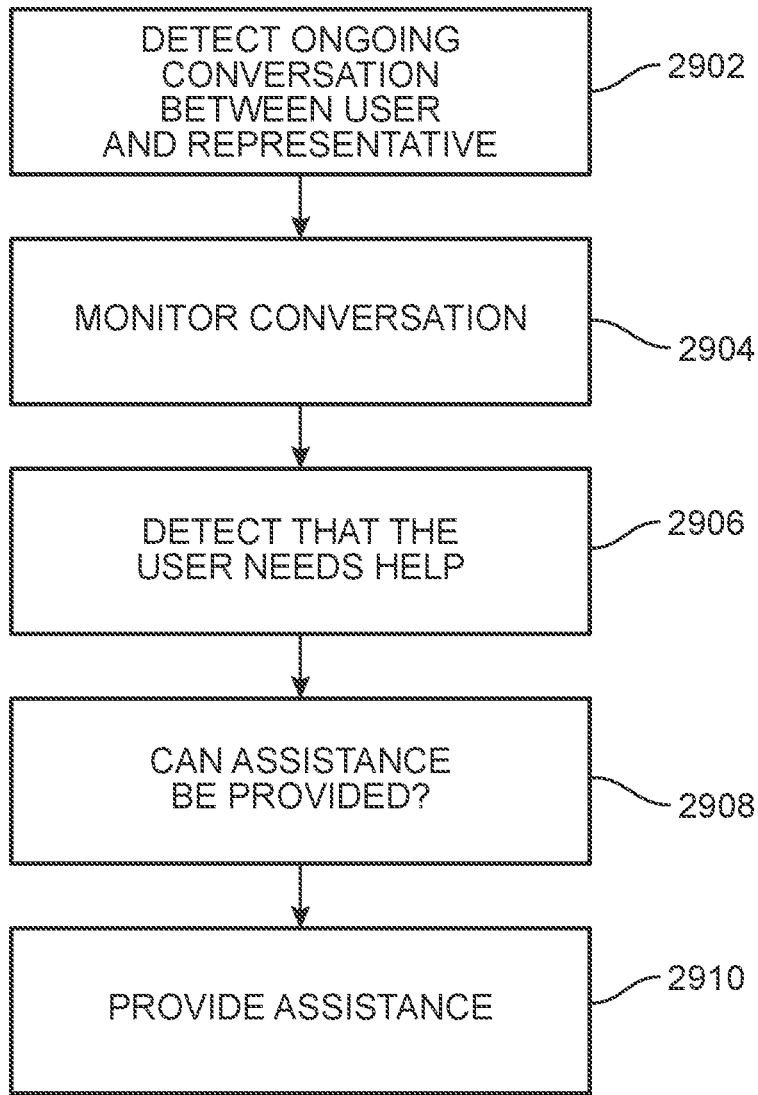 DETECT ONGOING
CONVERSATION
BETWEEN USER
AND REPRESENTATIVE
2902
MONITOR CONVERSATION
2904
DETECT THAT THE
USER NEEDS HELP
2906
CAN ASSISTANCE
BE PROVIDED?
2908
PROVIDE ASSISTANCE
2910